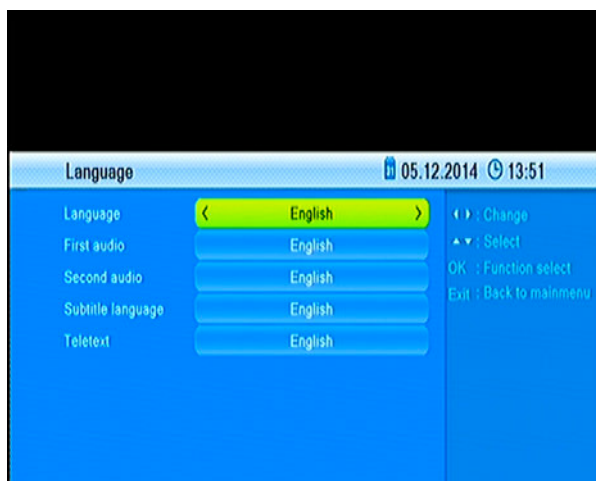 Language 05.12.2014 13:51
Language < English >
First audio English
Second audio English
Subtitle language English
Teletext English
◂ ▸ : Change
▴ ▾ : Select
OK : Function select
Exit : Back to mainmenu